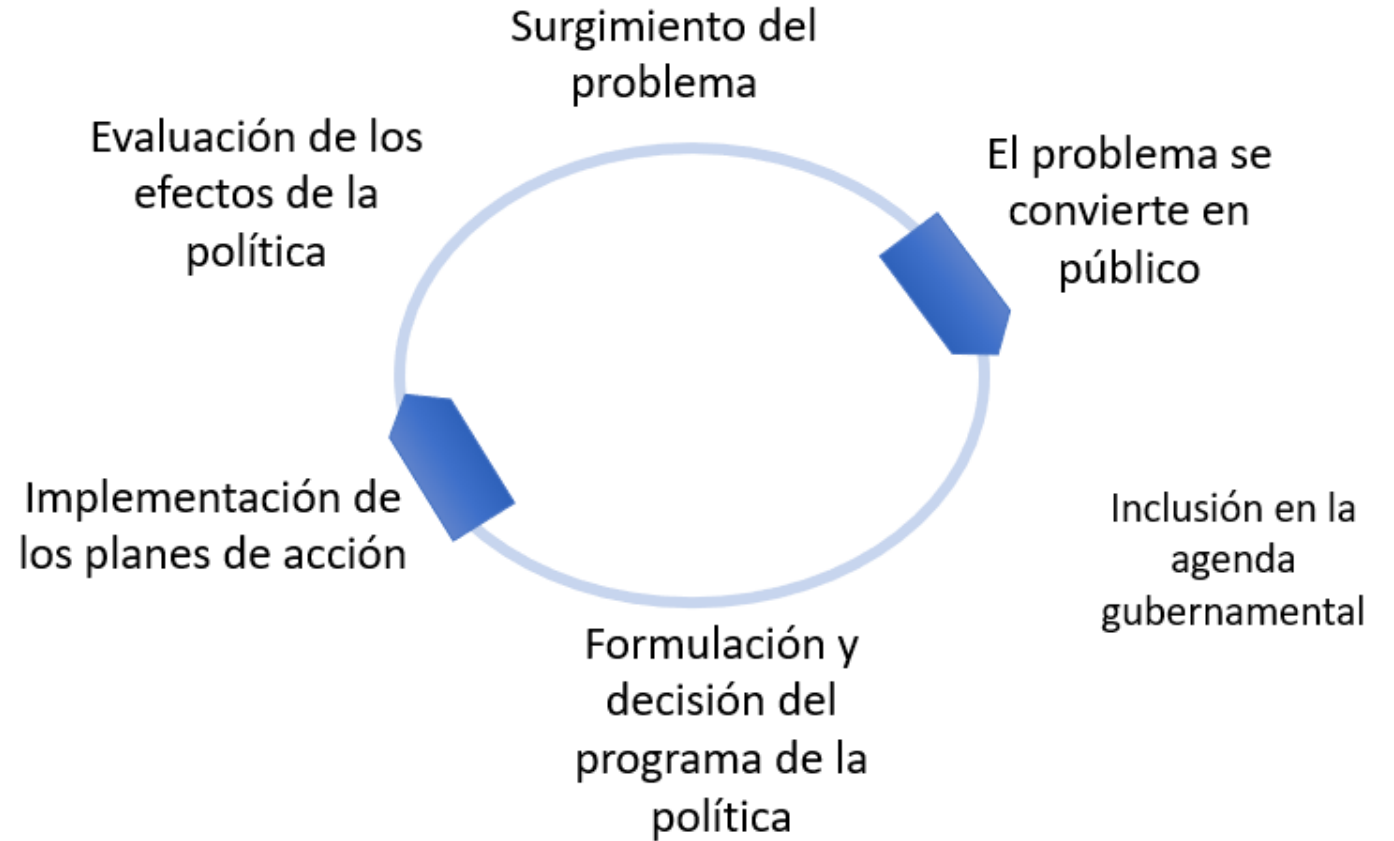 Surgimiento del
problema
El problema se
convierte en
público
Inclusión en la
agenda
gubernamental
Formulación y
decisión del
programa de la
política
Implementación de
los planes de acción
Evaluación de los
efectos de la
política